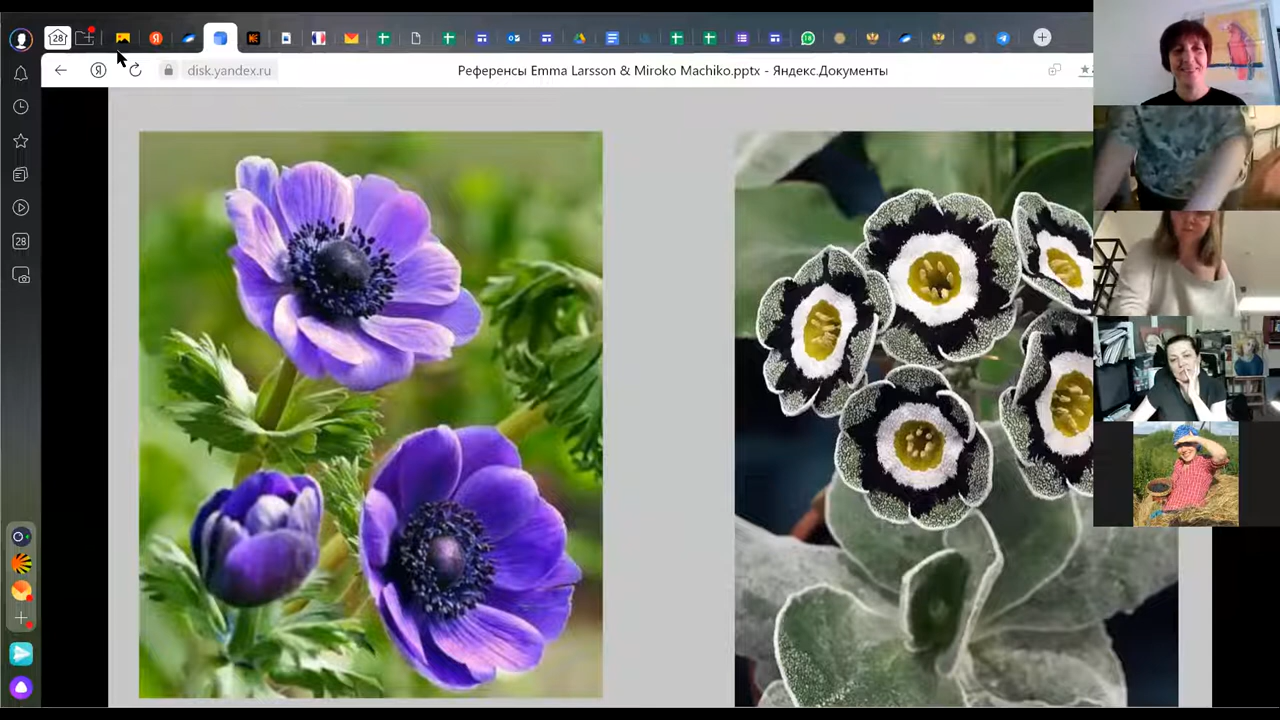 28
disk.yandex.ru
Референсы Emma Larsson & Miroko Machiko.pptx - Яндекс.Документы
28